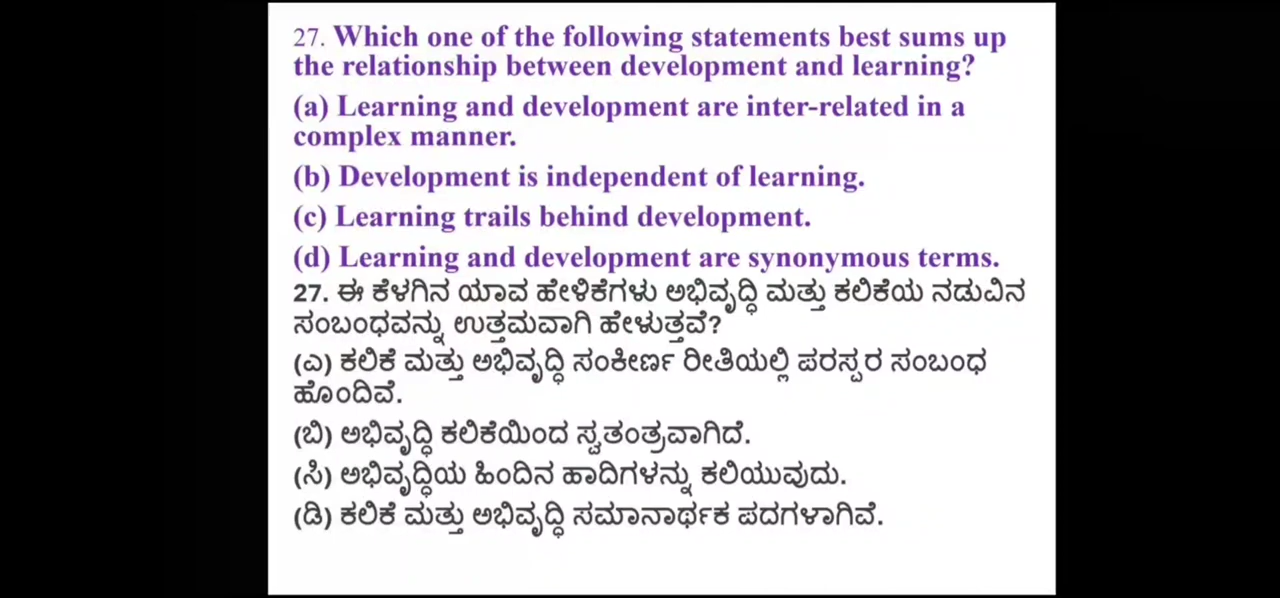 27. Which one of the following statements best sums up
the relationship between development and learning?
(a) Learning and development are inter-related in a
complex manner.
(b) Development is independent of learning.
(c) Learning trails behind development.
(d) Learning and development are synonymous terms.
27. ಈ ಕೆಳಗಿನ ಯಾವ ಹೇಳಿಕೆಗಳು ಅಭಿವೃದ್ಧಿ ಮತ್ತು ಕಲಿಕೆಯ ನಡುವಿನ
ಸಂಬಂಧವನ್ನು ಉತ್ತಮವಾಗಿ ಹೇಳುತ್ತವೆ?
(ಎ) ಕಲಿಕೆ ಮತ್ತು ಅಭಿವೃದ್ಧಿ ಸಂಕೀರ್ಣ ರೀತಿಯಲ್ಲಿ ಪರಸ್ಪರ ಸಂಬಂಧ
ಹೊಂದಿವೆ.
(ಬಿ) ಅಭಿವೃದ್ಧಿ ಕಲಿಕೆಯಿಂದ ಸ್ವತಂತ್ರವಾಗಿದೆ.
(ಸಿ) ಅಭಿವೃದ್ಧಿಯ ಹಿಂದಿನ ಹಾದಿಗಳನ್ನು ಕಲಿಯುವುದು.
(ಡಿ) ಕಲಿಕೆ ಮತ್ತು ಅಭಿವೃದ್ಧಿ ಸಮಾನಾರ್ಥಕ ಪದಗಳಾಗಿವೆ.